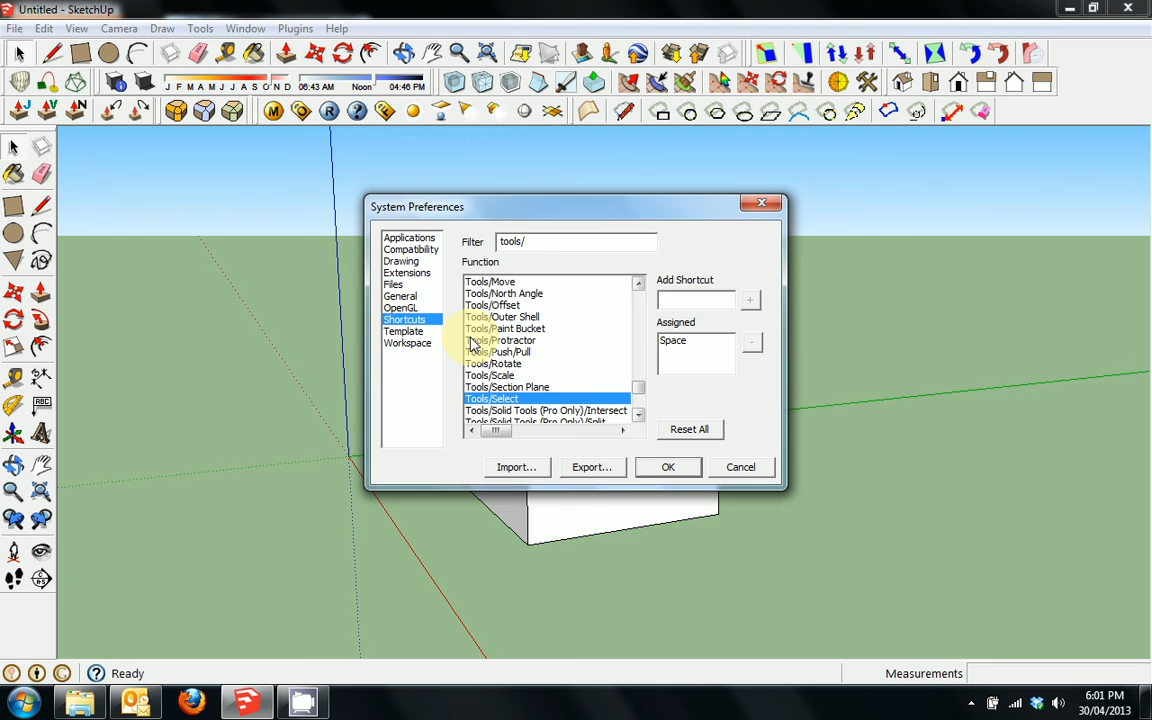 Untitled - SketchUp
File Edit View Camera Draw Tools Window Plugins Help
J F M A M J J A S O N D 06:43 AM Noon 04:46 PM
J V N
M O R ? F
System Preferences
Applications
Compatibility
Drawing
Extensions
Files
General
OpenGL
Shortcuts
Template
Workspace
Filter tools/
Function
Tools/Move
Tools/North Angle
Tools/Offset
Tools/Outer Shell
Tools/Paint Bucket
Tools/Protractor
Tools/Push/Pull
Tools/Rotate
Tools/Scale
Tools/Section Plane
Tools/Select
Tools/Solid Tools (Pro Only)/Intersect
Tools/Solid Tools (Pro Only)/Split
Add Shortcut
+
Assigned
Space
-
Reset All
Import... Export... OK Cancel
ABC
A
Ready
Measurements
6:01 PM
30/04/2013